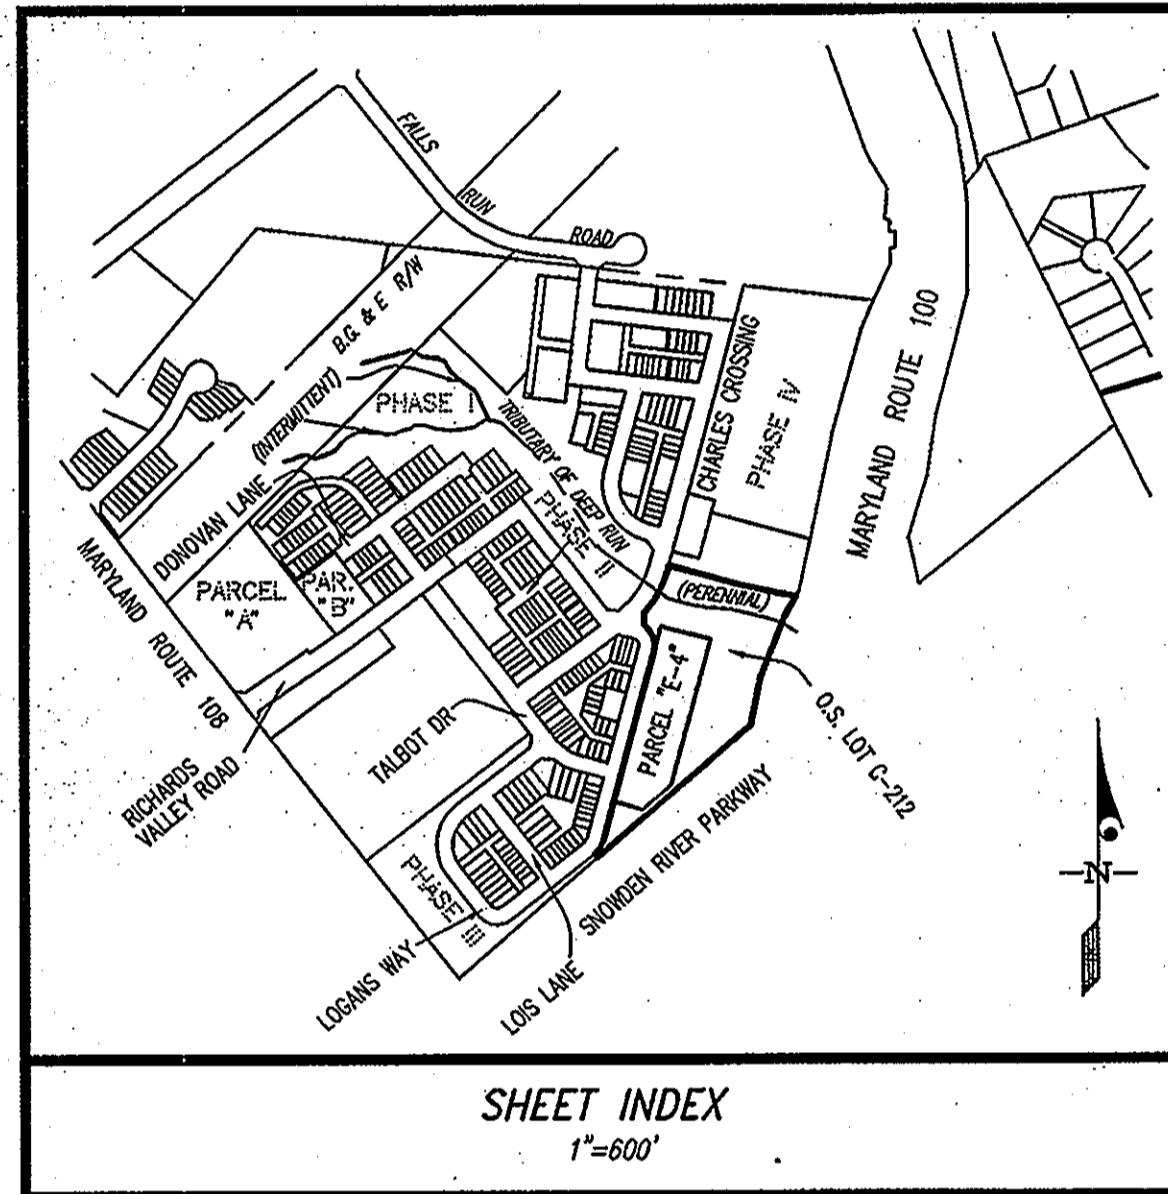 FALLS
RUN
ROAD
B.G. & E R/W
(INTERMITTENT)
PHASE I
TRIBUTARY OF DEEP RUN
CHARLES CROSSING
PHASE IV
MARYLAND ROUTE 100
DONOVAN LANE
PHASE II
PARCEL
"A"
PAR.
"B"
(PERENNIAL)
MARYLAND ROUTE 108
PARCEL "E-4"
O.S. LOT C-212
TALBOT DR
RICHARDS
VALLEY ROAD
SNOWDEN RIVER PARKWAY
PHASE III
LOGANS WAY
LOIS LANE
N
SHEET INDEX
1"=600'